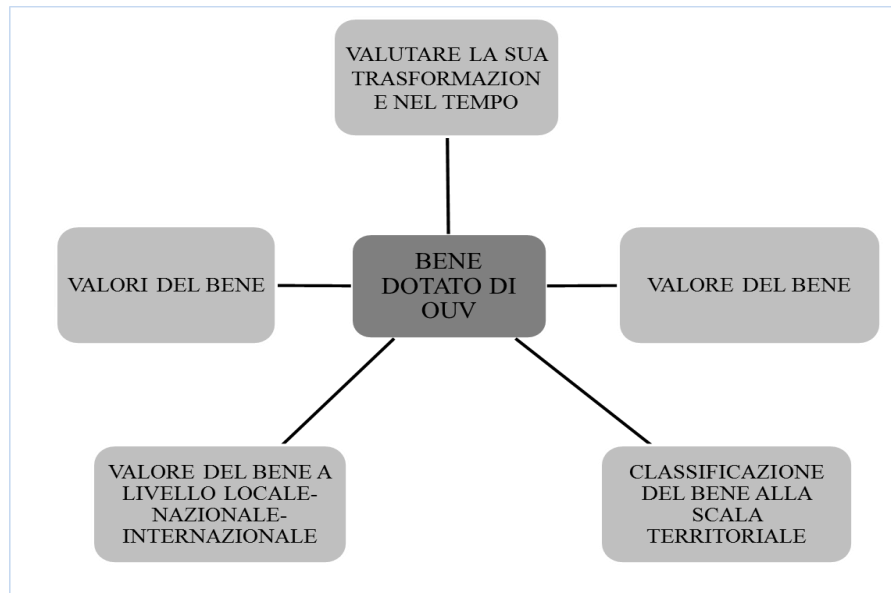 VALUTARE LA SUA
TRASFORMAZION
E NEL TEMPO
VALORI DEL BENE
BENE
DOTATO DI
OUV
VALORE DEL BENE
VALORE DEL BENE A
LIVELLO LOCALE-
NAZIONALE-
INTERNAZIONALE
CLASSIFICAZIONE
DEL BENE ALLA
SCALA
TERRITORIALE